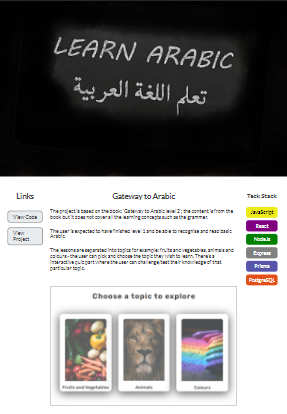 LEARN ARABIC
تعلم اللغة العربية
Links
View Code
View Project
Gateway to Arabic
The project is based on the book: 'Gateway to Arabic level 2', the content is from the
book but it does not cover all the learning concepts such as the grammer.
The user is expected to have finished level 1 and be able to recognise and read basic
Arabic.
The lessons are separated into topics for example: fruits and vegetables, animals and
colours - the user can pick and choose the topic they wish to learn. There's a
interactive quiz part where the user can challenge/test their knowledge of that
particular topic.
Teck Stack
JavaScript
React
NodeJs
Express
Prisma
PostgreSQL
Choose a topic to explore
Fruits and Vegetables
Animals
Colours